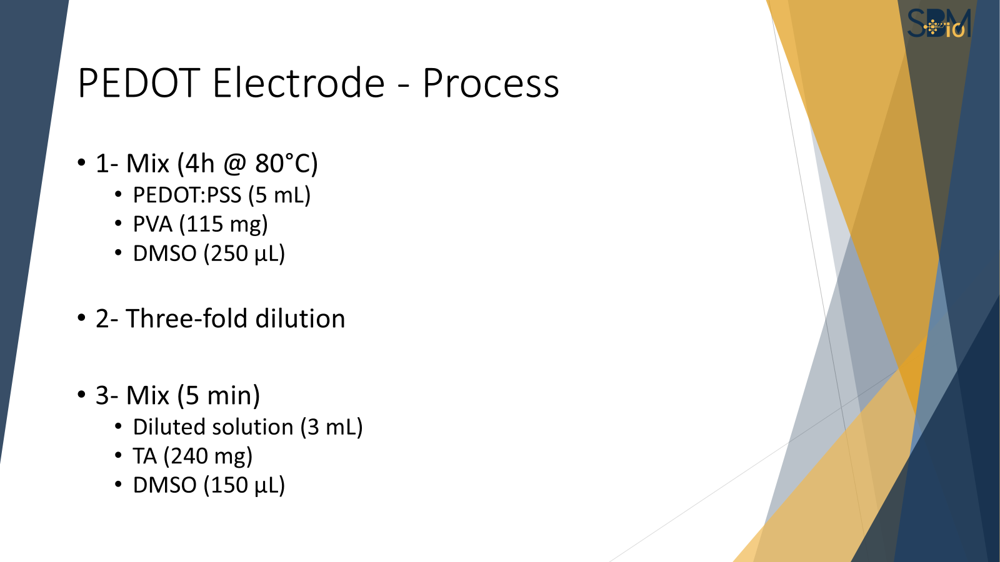 SBMio
PEDOT Electrode - Process
• 1- Mix (4h @ 80°C)
• PEDOT:PSS (5 mL)
• PVA (115 mg)
• DMSO (250 µL)
• 2- Three-fold dilution
• 3- Mix (5 min)
• Diluted solution (3 mL)
• TA (240 mg)
• DMSO (150 µL)